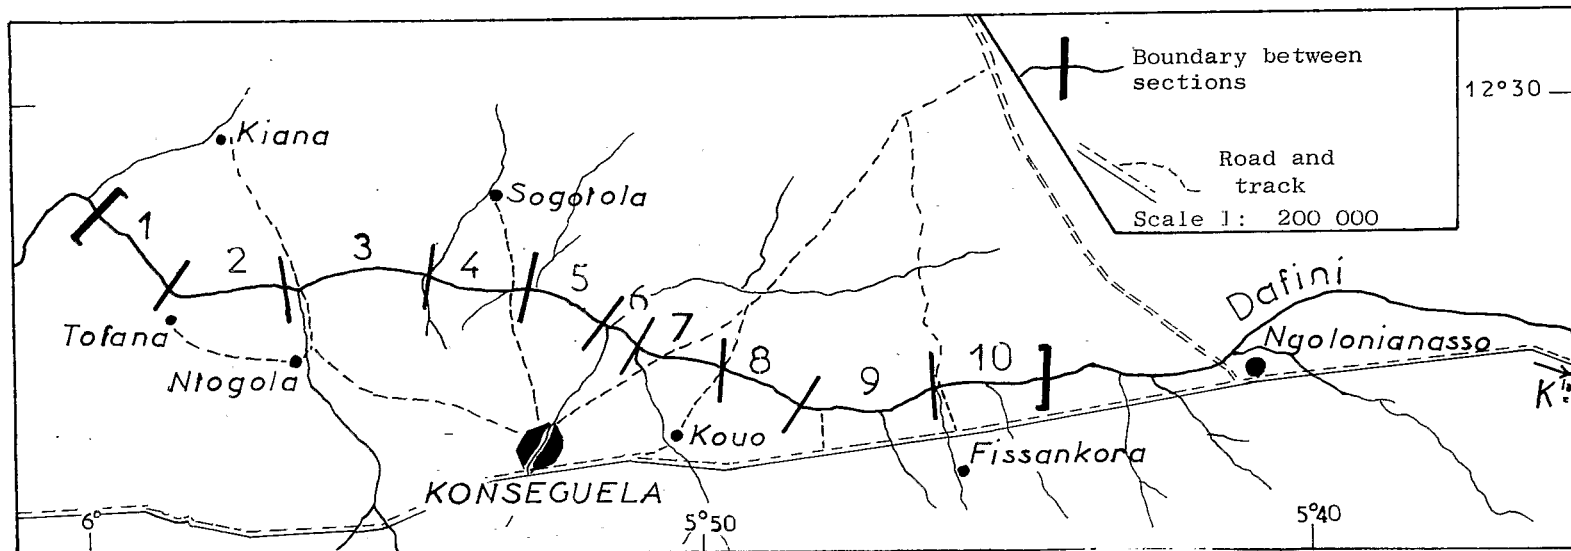 Boundary between
sections
12°30
Kiana
Road and
track
Sogotola
Scale 1: 200 000
1
2
3
4
5
6
7
8
9
10
Dafini
Tofana
Ntogola
Ngolonianasso
Kouo
Fissankora
KONSEGUELA
6°
5°50
5°40